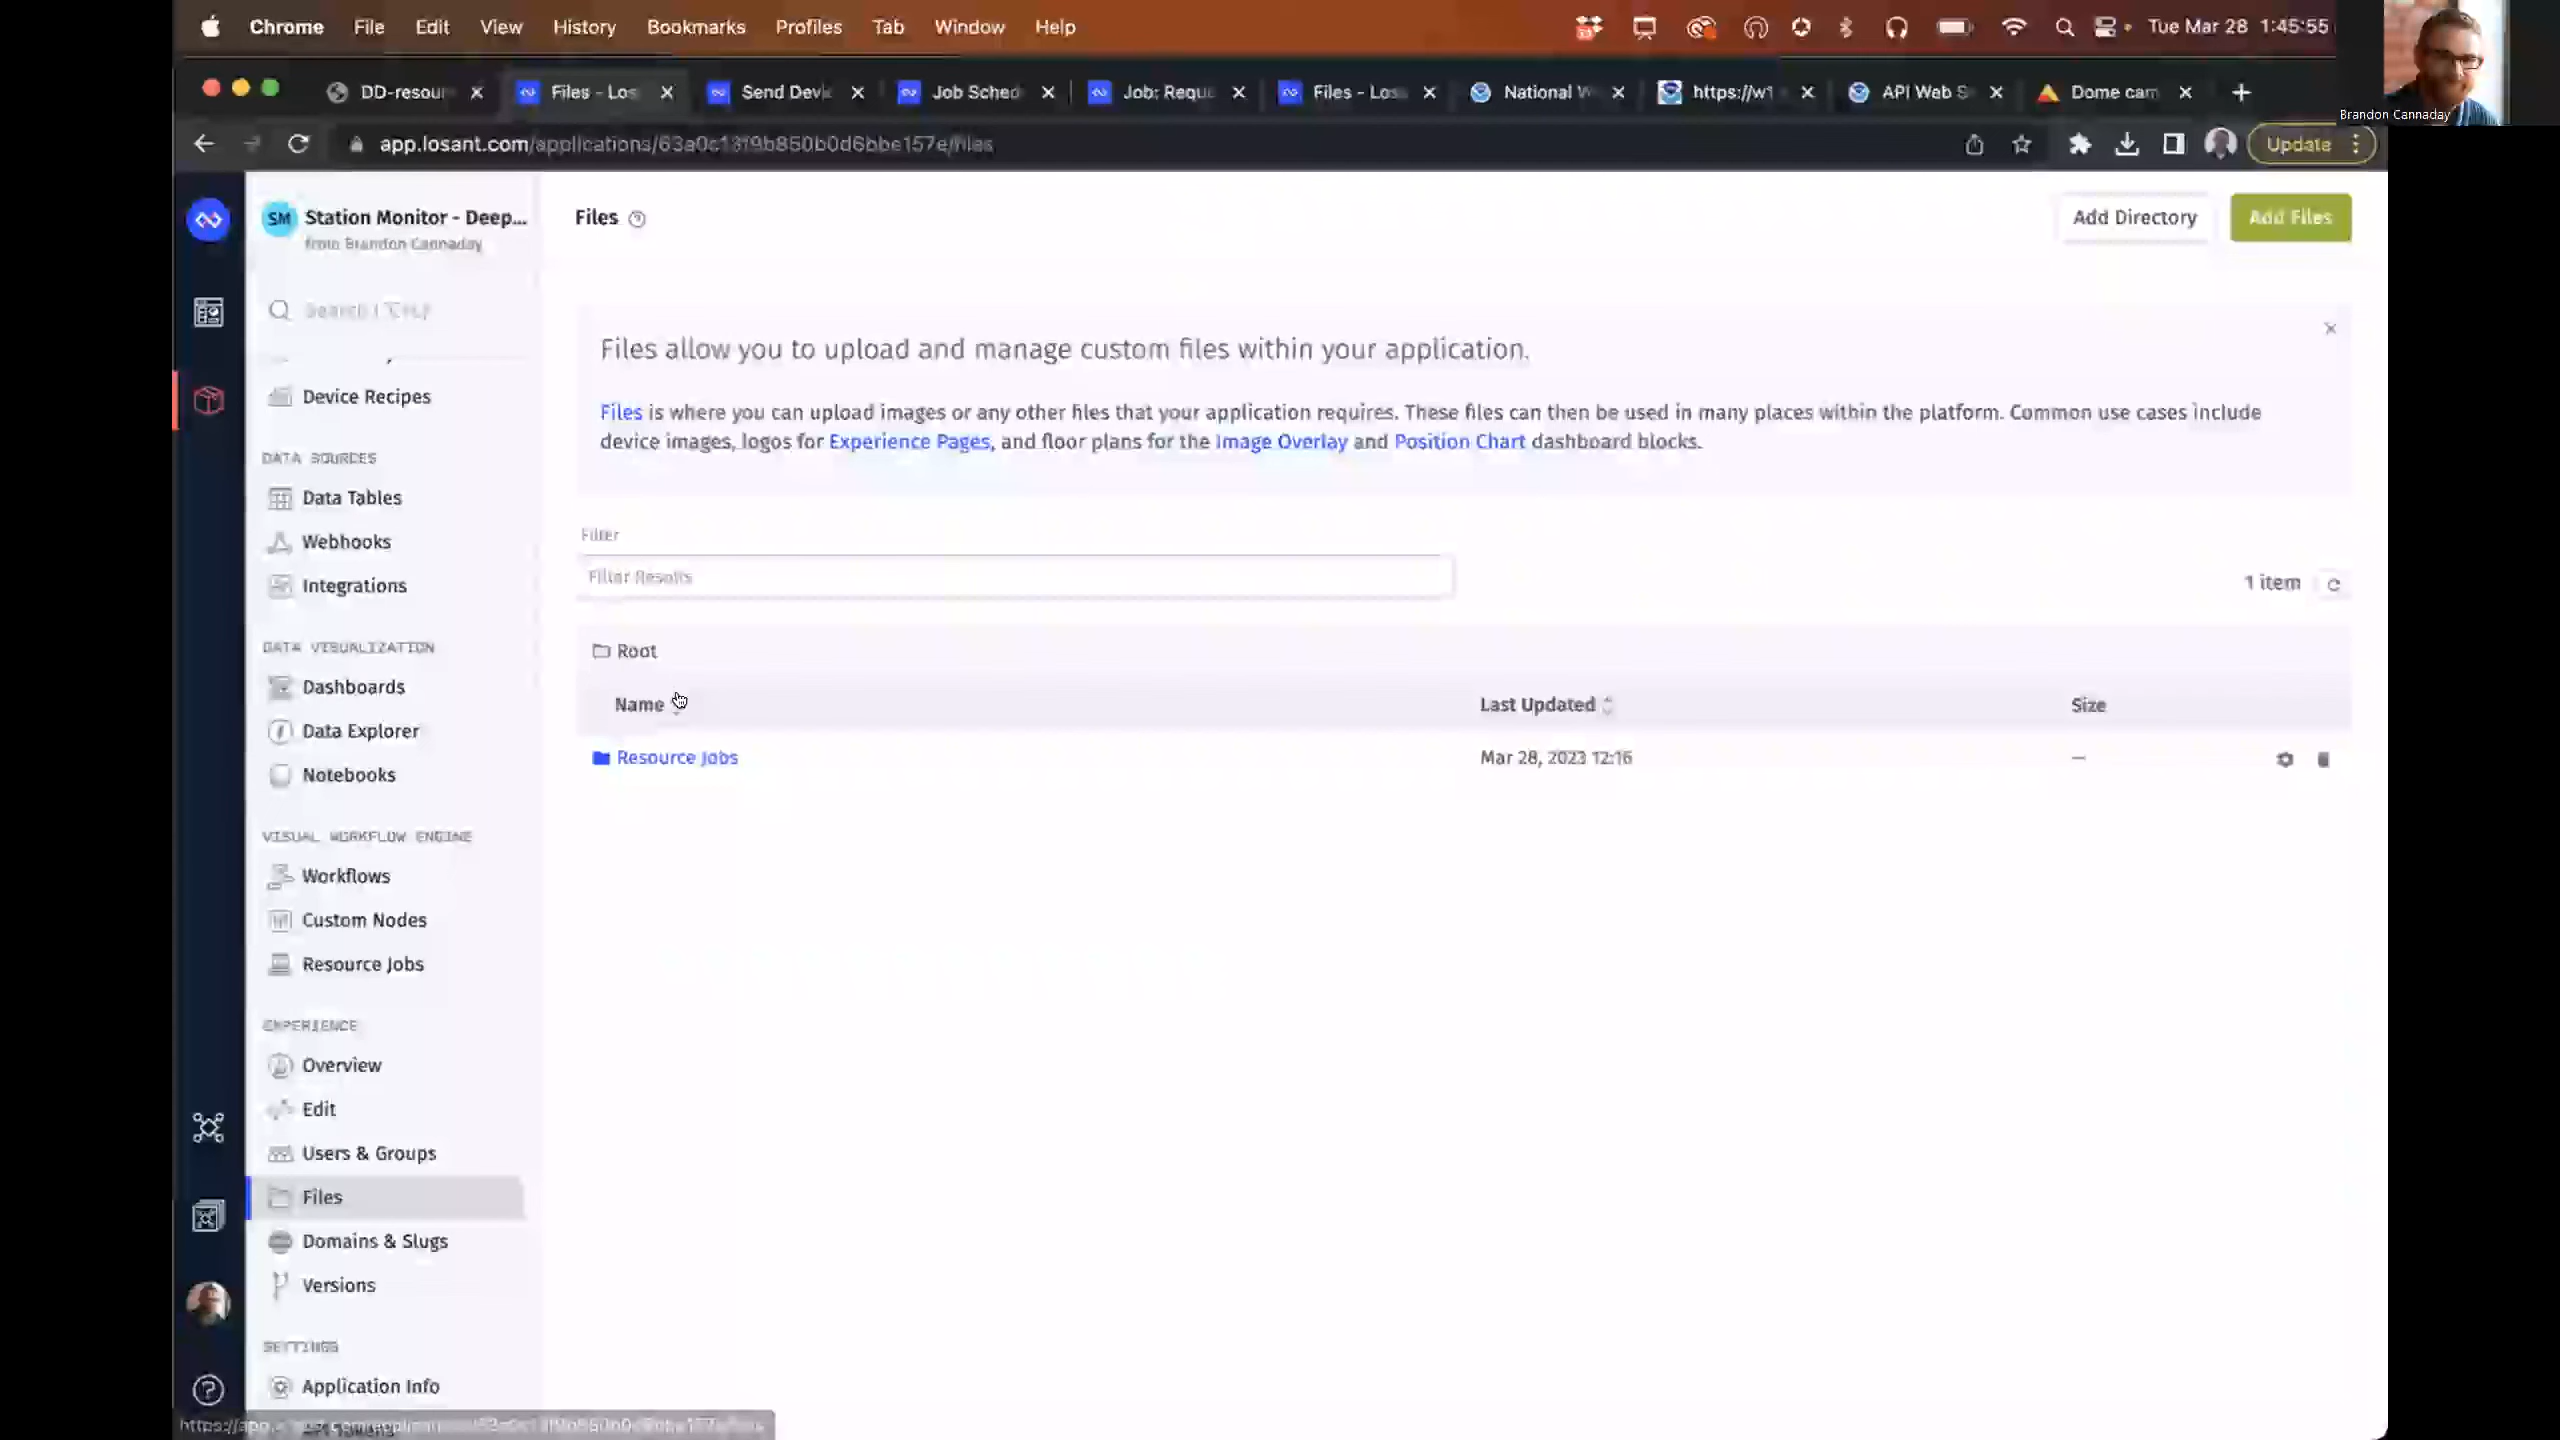 Chrome File Edit View History Bookmarks Profiles Tab Window Help Tue Mar 28 1:45:55
DD-resour Files - Los Send Devic Job Sched Job: Requ Files - Los National W https://w1 API Web S Dome cam
Brandon Cannaday
app.losant.com/applications/63a0c13f9b850b0d6bbe157e/files Update
SM Station Monitor - Deep...
from Brandon Cannaday
Files
Add Directory
Add Files
Search
Files allow you to upload and manage custom files within your application.
Files is where you can upload images or any other files that your application requires. These files can then be used in many places within the platform. Common use cases include
device images, logos for Experience Pages, and floor plans for the Image Overlay and Position Chart dashboard blocks.
Device Recipes
DATA SOURCES
Data Tables
Webhooks
Integrations
DATA VISUALIZATION
Dashboards
Data Explorer
Notebooks
VISUAL WORKFLOW ENGINE
Workflows
Custom Nodes
Resource Jobs
EXPERIENCE
Overview
Edit
Users & Groups
Files
Domains & Slugs
Versions
SETTINGS
Application Info
API Tokens
Filter
Filter Results
1 item
Root
Name Last Updated Size
Resource Jobs Mar 28, 2023 12:16 —